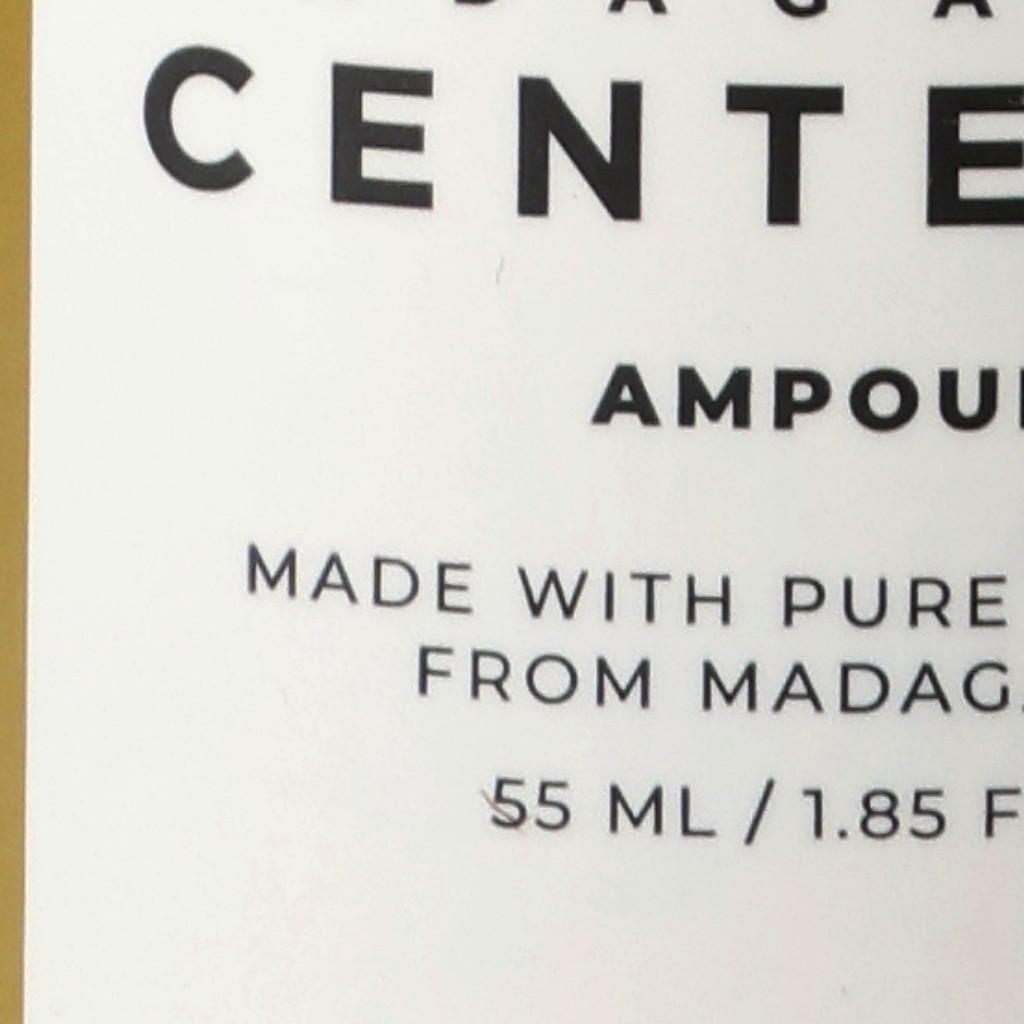 CENTE
AMPOU
MADE WITH PURE
FROM MADAG
55 ML / 1.85 F